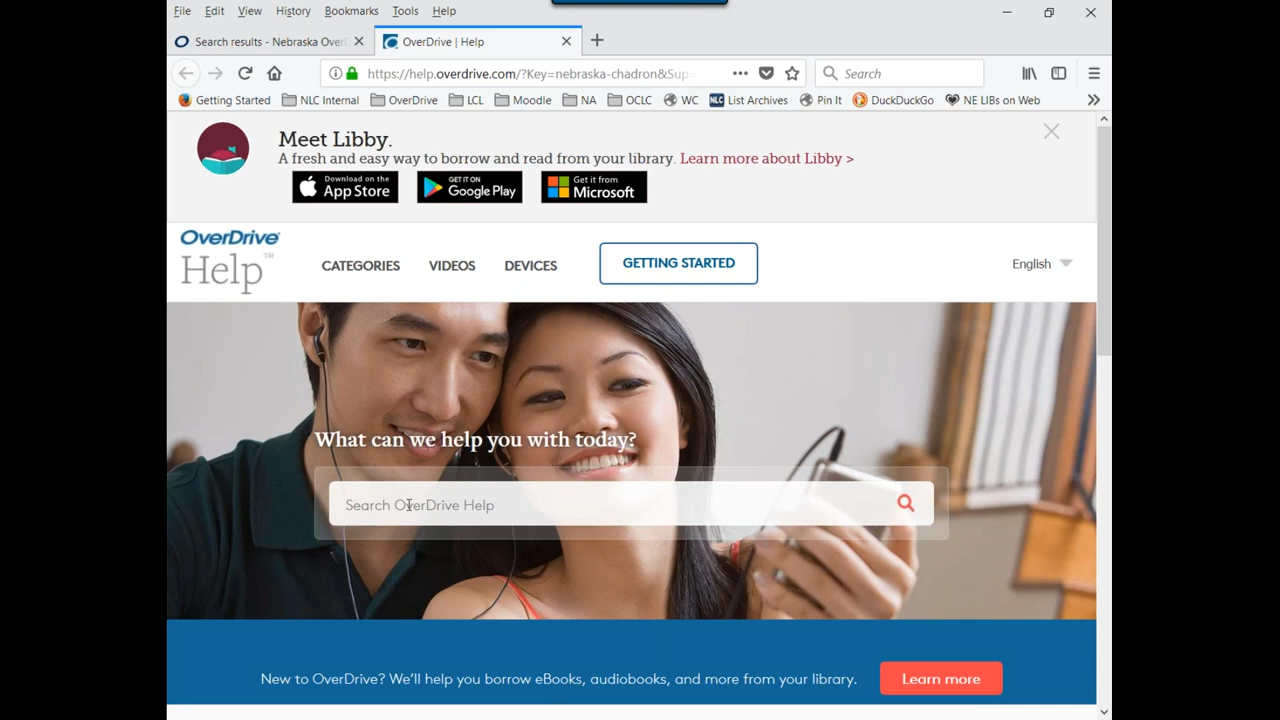 File Edit View History Bookmarks Tools Help
Search results - Nebraska Over
OverDrive | Help
https://help.overdrive.com/?Key=nebraska-chadron&Sup
Search
Getting Started NLC Internal OverDrive LCL Moodle NA OCLC WC NLC List Archives Pin It DuckDuckGo NE LIBs on Web
Meet Libby.
A fresh and easy way to borrow and read from your library. Learn more about Libby >
Download on the App Store
GET IT ON Google Play
Get it from Microsoft
OverDrive
Help™
CATEGORIES VIDEOS DEVICES GETTING STARTED English
What can we help you with today?
Search OverDrive Help
New to OverDrive? We'll help you borrow eBooks, audiobooks, and more from your library. Learn more